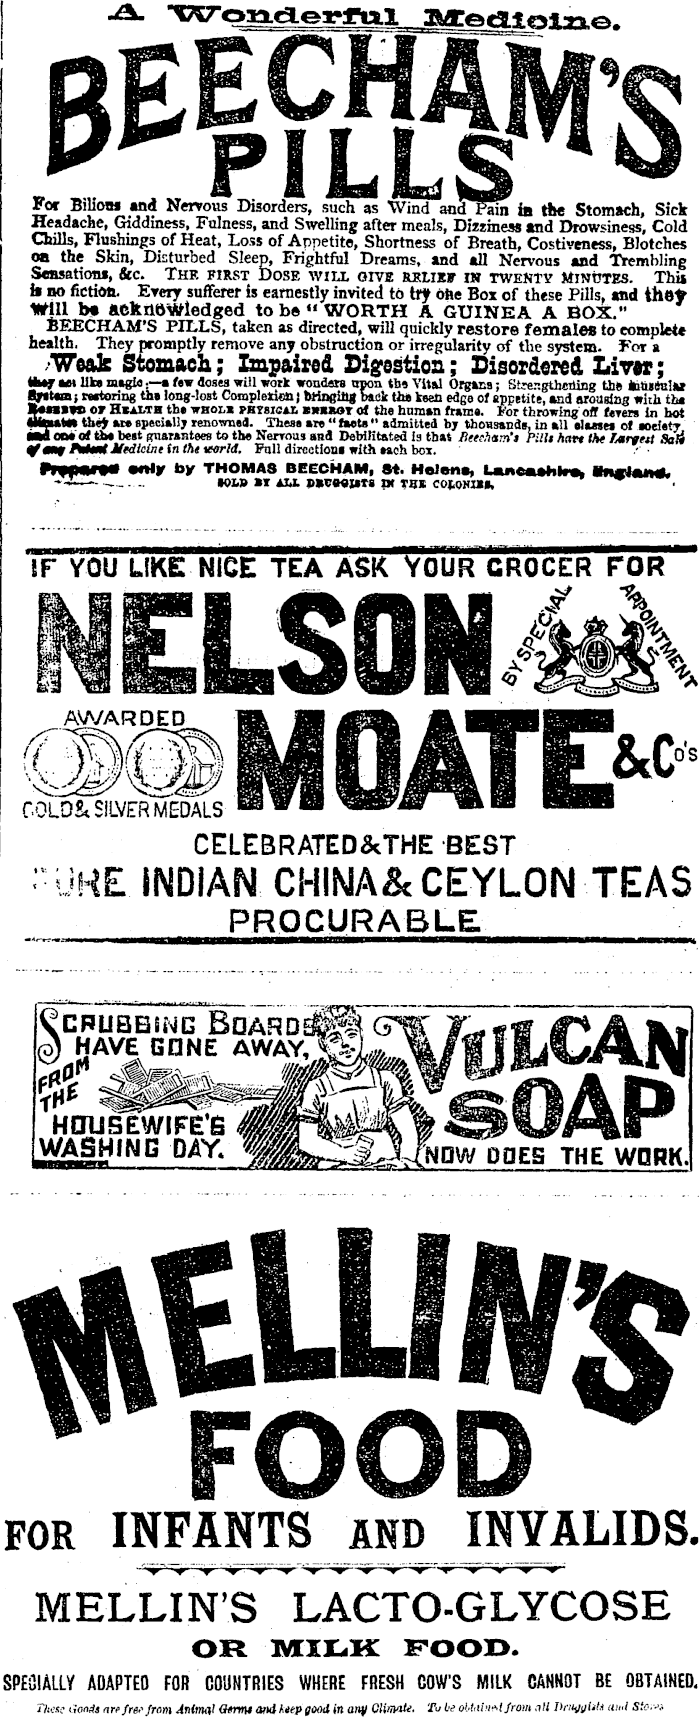 A Wonderful Medicine.
BEECHAM'S
PILLS
For Bilious and Nervous Disorders, such as Wind and Pain in the Stomach, Sick
Headache, Giddiness, Fulness, and Swelling after meals, Dizziness and Drowsiness, Cold
Chills, Flushings of Heat, Loss of Appetite, Shortness of Breath, Costiveness, Blotches
on the Skin, Disturbed Sleep, Frightful Dreams, and all Nervous and Trembling
Sensations, &c. THE FIRST DOSE WILL GIVE RELIEF IN TWENTY MINUTES. This
is no fiction. Every sufferer is earnestly invited to try one Box of these Pills, and they
will be acknowledged to be "WORTH A GUINEA A BOX."
BEECHAM'S PILLS, taken as directed, will quickly restore females to complete
health. They promptly remove any obstruction or irregularity of the system. For a
Weak Stomach; Impaired Digestion; Disordered Liver;
they act like magic:—a few doses will work wonders upon the Vital Organs; Strengthening the muscular
System; restoring the long-lost Complexion; bringing back the keen edge of appetite, and arousing with the
ROSEBUD OF HEALTH the WHOLE PHYSICAL ENERGY of the human frame. For throwing off fevers in hot
climates they are specially renowned. These are "facts" admitted by thousands, in all classes of society,
and one of the best guarantees to the Nervous and Debilitated is that Beecham's Pills have the Largest Sale
of any Patent Medicine in the world. Full directions with each box.
Prepared only by THOMAS BEECHAM, St. Helens, Lancashire, England.
SOLD BY ALL DRUGGISTS IN THE COLONIES.
IF YOU LIKE NICE TEA ASK YOUR GROCER FOR
NELSON
BY SPECIAL APPOINTMENT
AWARDED
GOLD & SILVER MEDALS
MOATE & Co's
CELEBRATED & THE BEST
PURE INDIAN CHINA & CEYLON TEAS
PROCURABLE
SCRUBBING BOARDS
HAVE GONE AWAY,
FROM
THE
HOUSEWIFE'S
WASHING DAY.
VULCAN
SOAP
NOW DOES THE WORK.
MELLIN'S
FOOD
FOR INFANTS AND INVALIDS.
MELLIN'S LACTO-GLYCOSE
OR MILK FOOD.
SPECIALLY ADAPTED FOR COUNTRIES WHERE FRESH COW'S MILK CANNOT BE OBTAINED.
These Goods are free from Animal Germs and keep good in any Climate. To be obtained from all Druggists and Stores